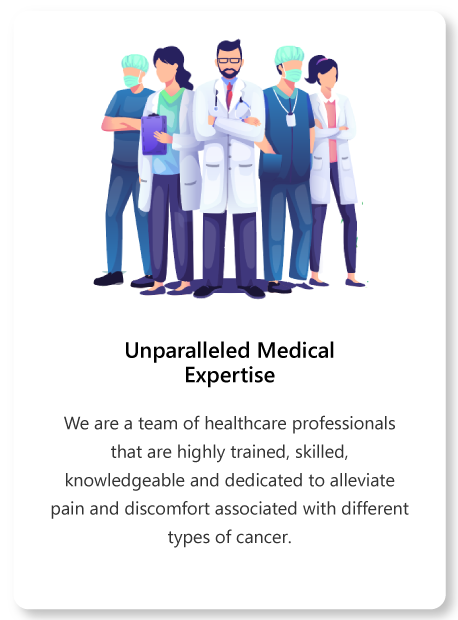 Unparalleled Medical
Expertise
We are a team of healthcare professionals
that are highly trained, skilled,
knowledgeable and dedicated to alleviate
pain and discomfort associated with different
types of cancer.